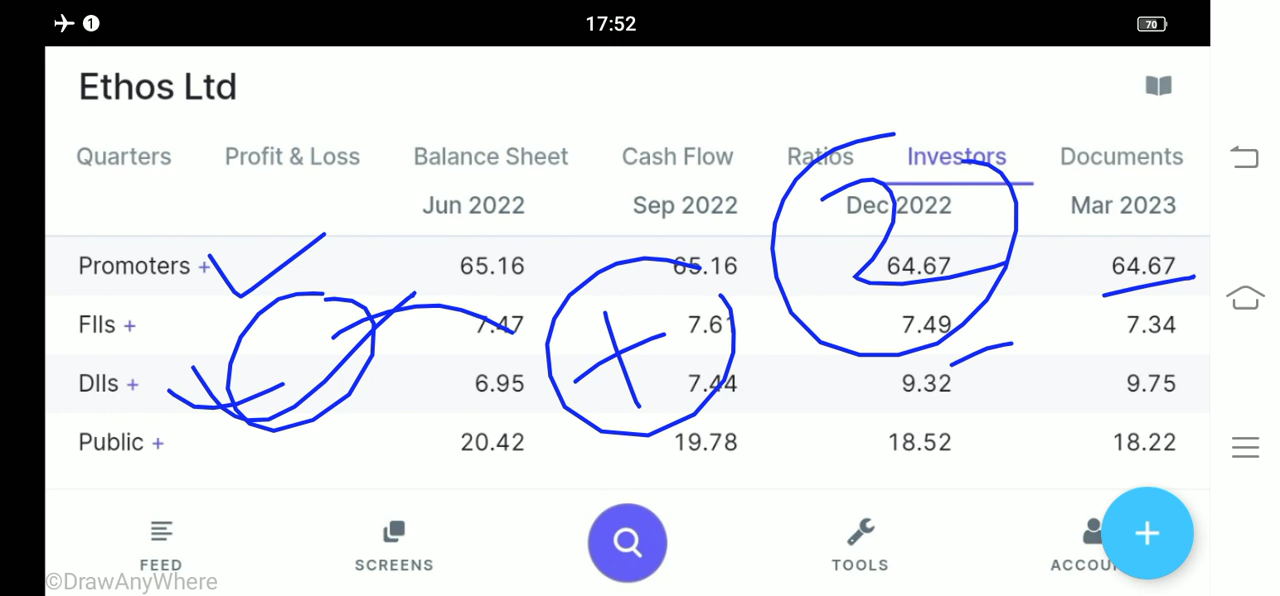 1 17:52 70
Ethos Ltd
Quarters Profit & Loss Balance Sheet Cash Flow Ratios Investors Documents
Jun 2022 Sep 2022 Dec 2022 Mar 2023
Promoters + 65.16 65.16 64.67 64.67
FIIs + 7.47 7.61 7.49 7.34
DIIs + 6.95 7.44 9.32 9.75
Public + 20.42 19.78 18.52 18.22
2
FEED SCREENS TOOLS
©DrawAnyWhere